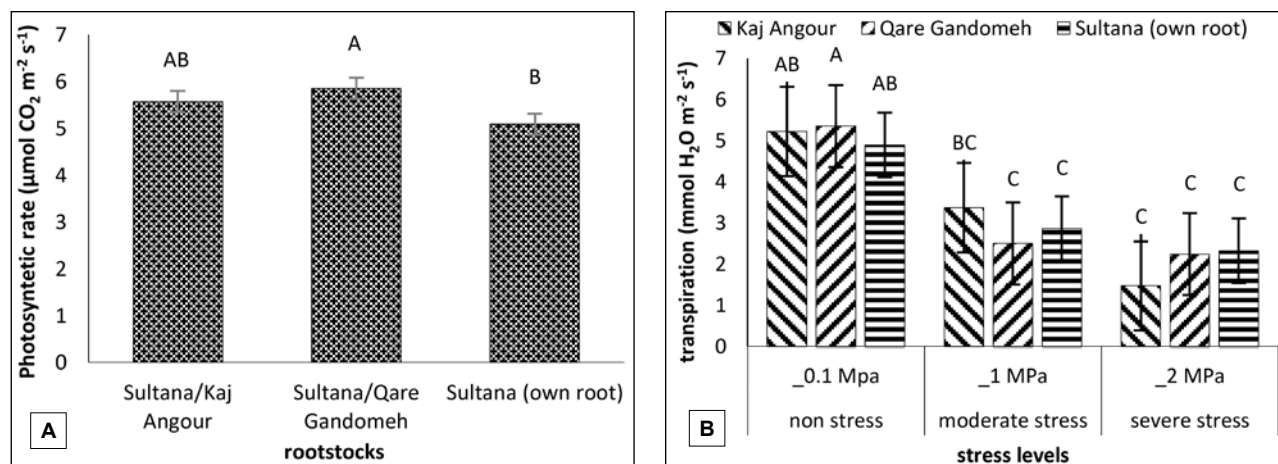 Photosyntetic rate (µmol CO₂ m⁻² s⁻¹)
7
6
5
4
3
2
1
0
AB
A
B
Sultana/Kaj Angour
Sultana/Qare Gandomeh
Sultana (own root)
rootstocks
A
Kaj Angour
Qare Gandomeh
Sultana (own root)
transpiration (mmol H₂O m⁻² s⁻¹)
7
6
5
4
3
2
1
0
AB
A
AB
BC
C
C
C
C
C
_0.1 Mpa
_1 MPa
_2 MPa
non stress
moderate stress
severe stress
stress levels
B